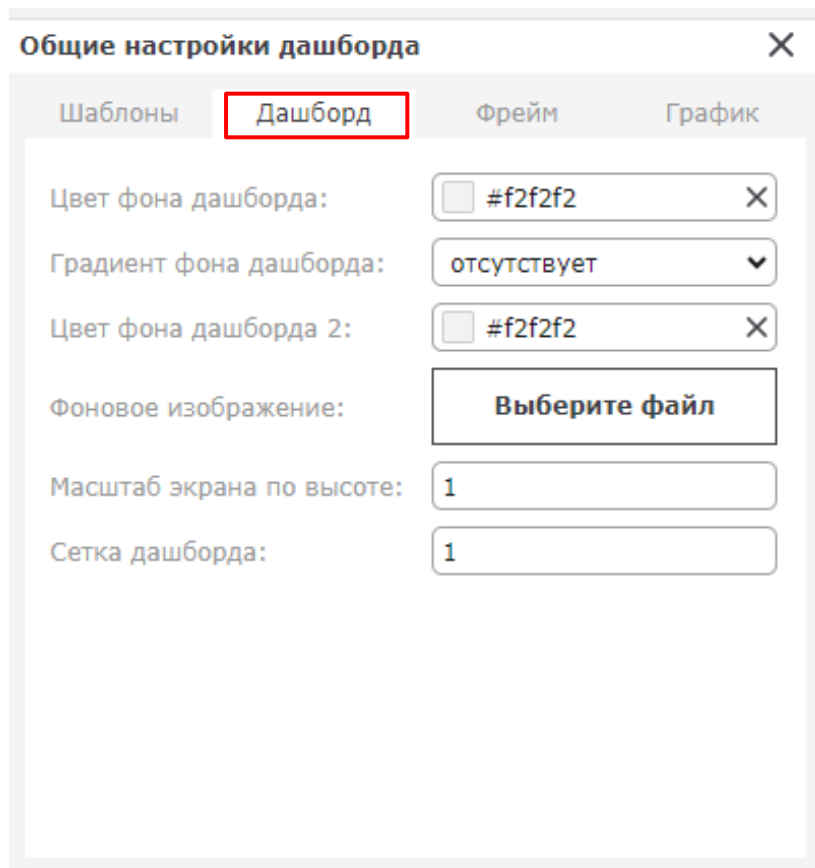 Общие настройки дашборда
Шаблоны Дашборд Фрейм График
Цвет фона дашборда: #f2f2f2
Градиент фона дашборда: отсутствует
Цвет фона дашборда 2: #f2f2f2
Фоновое изображение: Выберите файл
Масштаб экрана по высоте: 1
Сетка дашборда: 1